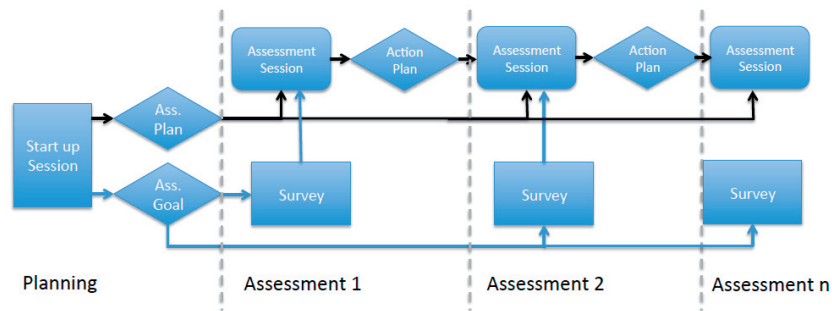 Assessment
Session
Action
Plan
Assessment
Session
Action
Plan
Assessment
Session
Start up
Session
Ass.
Plan
Ass.
Goal
Survey
Survey
Survey
Planning
Assessment 1
Assessment 2
Assessment n